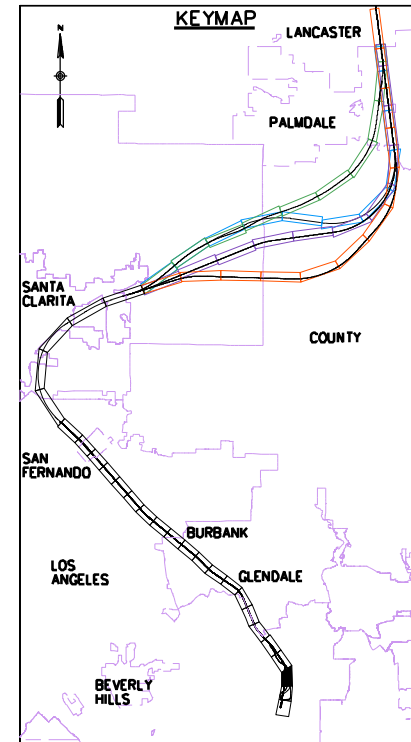 KEYMAP
LANCASTER
N
PALMDALE
SANTA
CLARITA
COUNTY
SAN
FERNANDO
BURBANK
LOS
ANGELES
GLENDALE
BEVERLY
HILLS